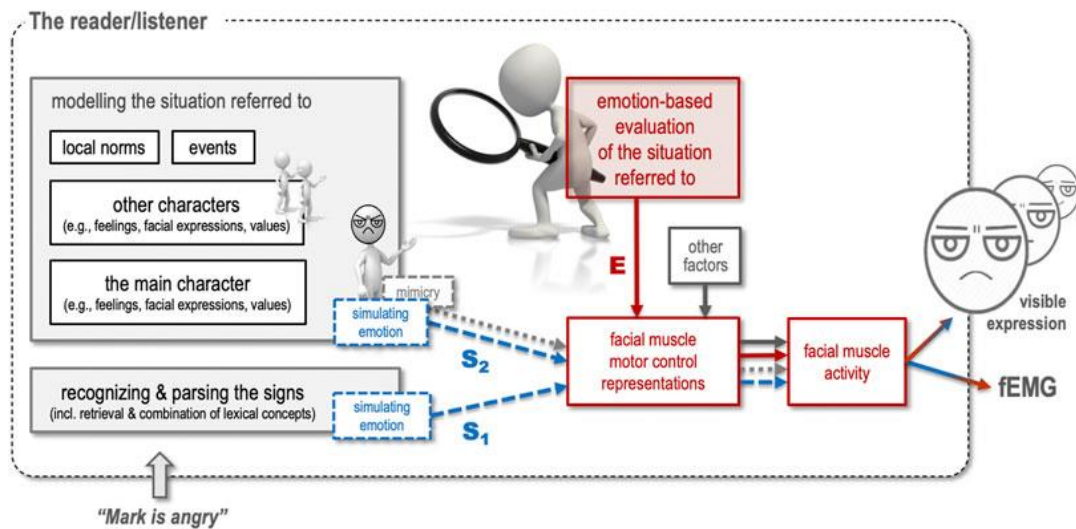 The reader/listener
modelling the situation referred to
local norms
events
other characters
(e.g., feelings, facial expressions, values)
the main character
(e.g., feelings, facial expressions, values)
mimicry
simulating
emotion
S₂
recognizing & parsing the signs
(incl. retrieval & combination of lexical concepts)
simulating
emotion
S₁
“Mark is angry”
emotion-based
evaluation
of the situation
referred to
E
other
factors
facial muscle
motor control
representations
facial muscle
activity
visible
expression
fEMG